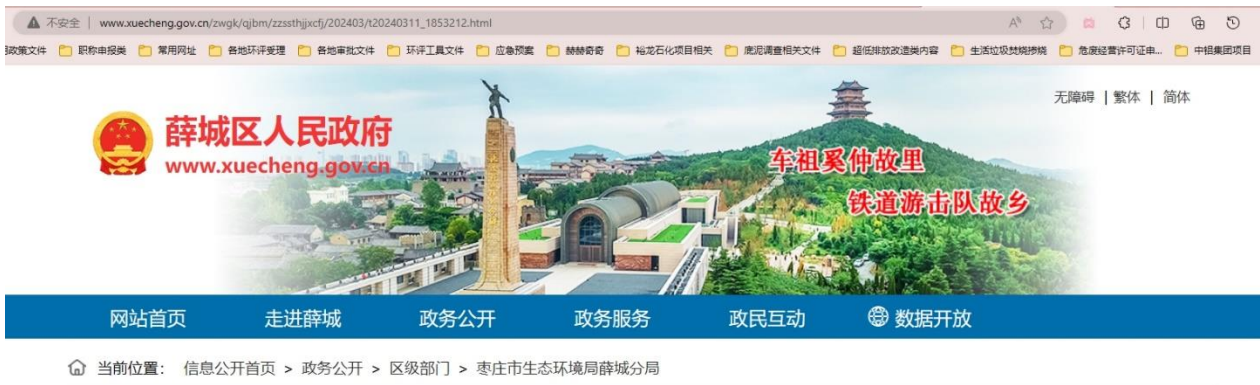 不安全 www.xuecheng.gov.cn/zwgk/qjbm/zzssthjjxcfj/202403/t20240311_1853212.html
政策文件 职称申报类 常用网址 各地环评受理 各地审批文件 环评工具文件 应急预案 赫赫奇奇 裕龙石化项目相关 底泥调查相关文件 超低排放改造类内容 生活垃圾焚烧掺烧 危废经营许可证申... 中祖集团项目
无障碍 | 繁体 | 简体
薛城区人民政府
www.xuecheng.gov.cn
车祖奚仲故里
铁道游击队故乡
网站首页 走进薛城 政务公开 政务服务 政民互动 数据开放
当前位置: 信息公开首页 > 政务公开 > 区级部门 > 枣庄市生态环境局薛城分局